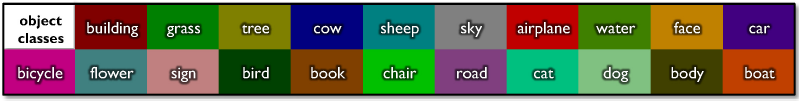 object classes building grass tree cow sheep sky airplane water face car
bicycle flower sign bird book chair road cat dog body boat